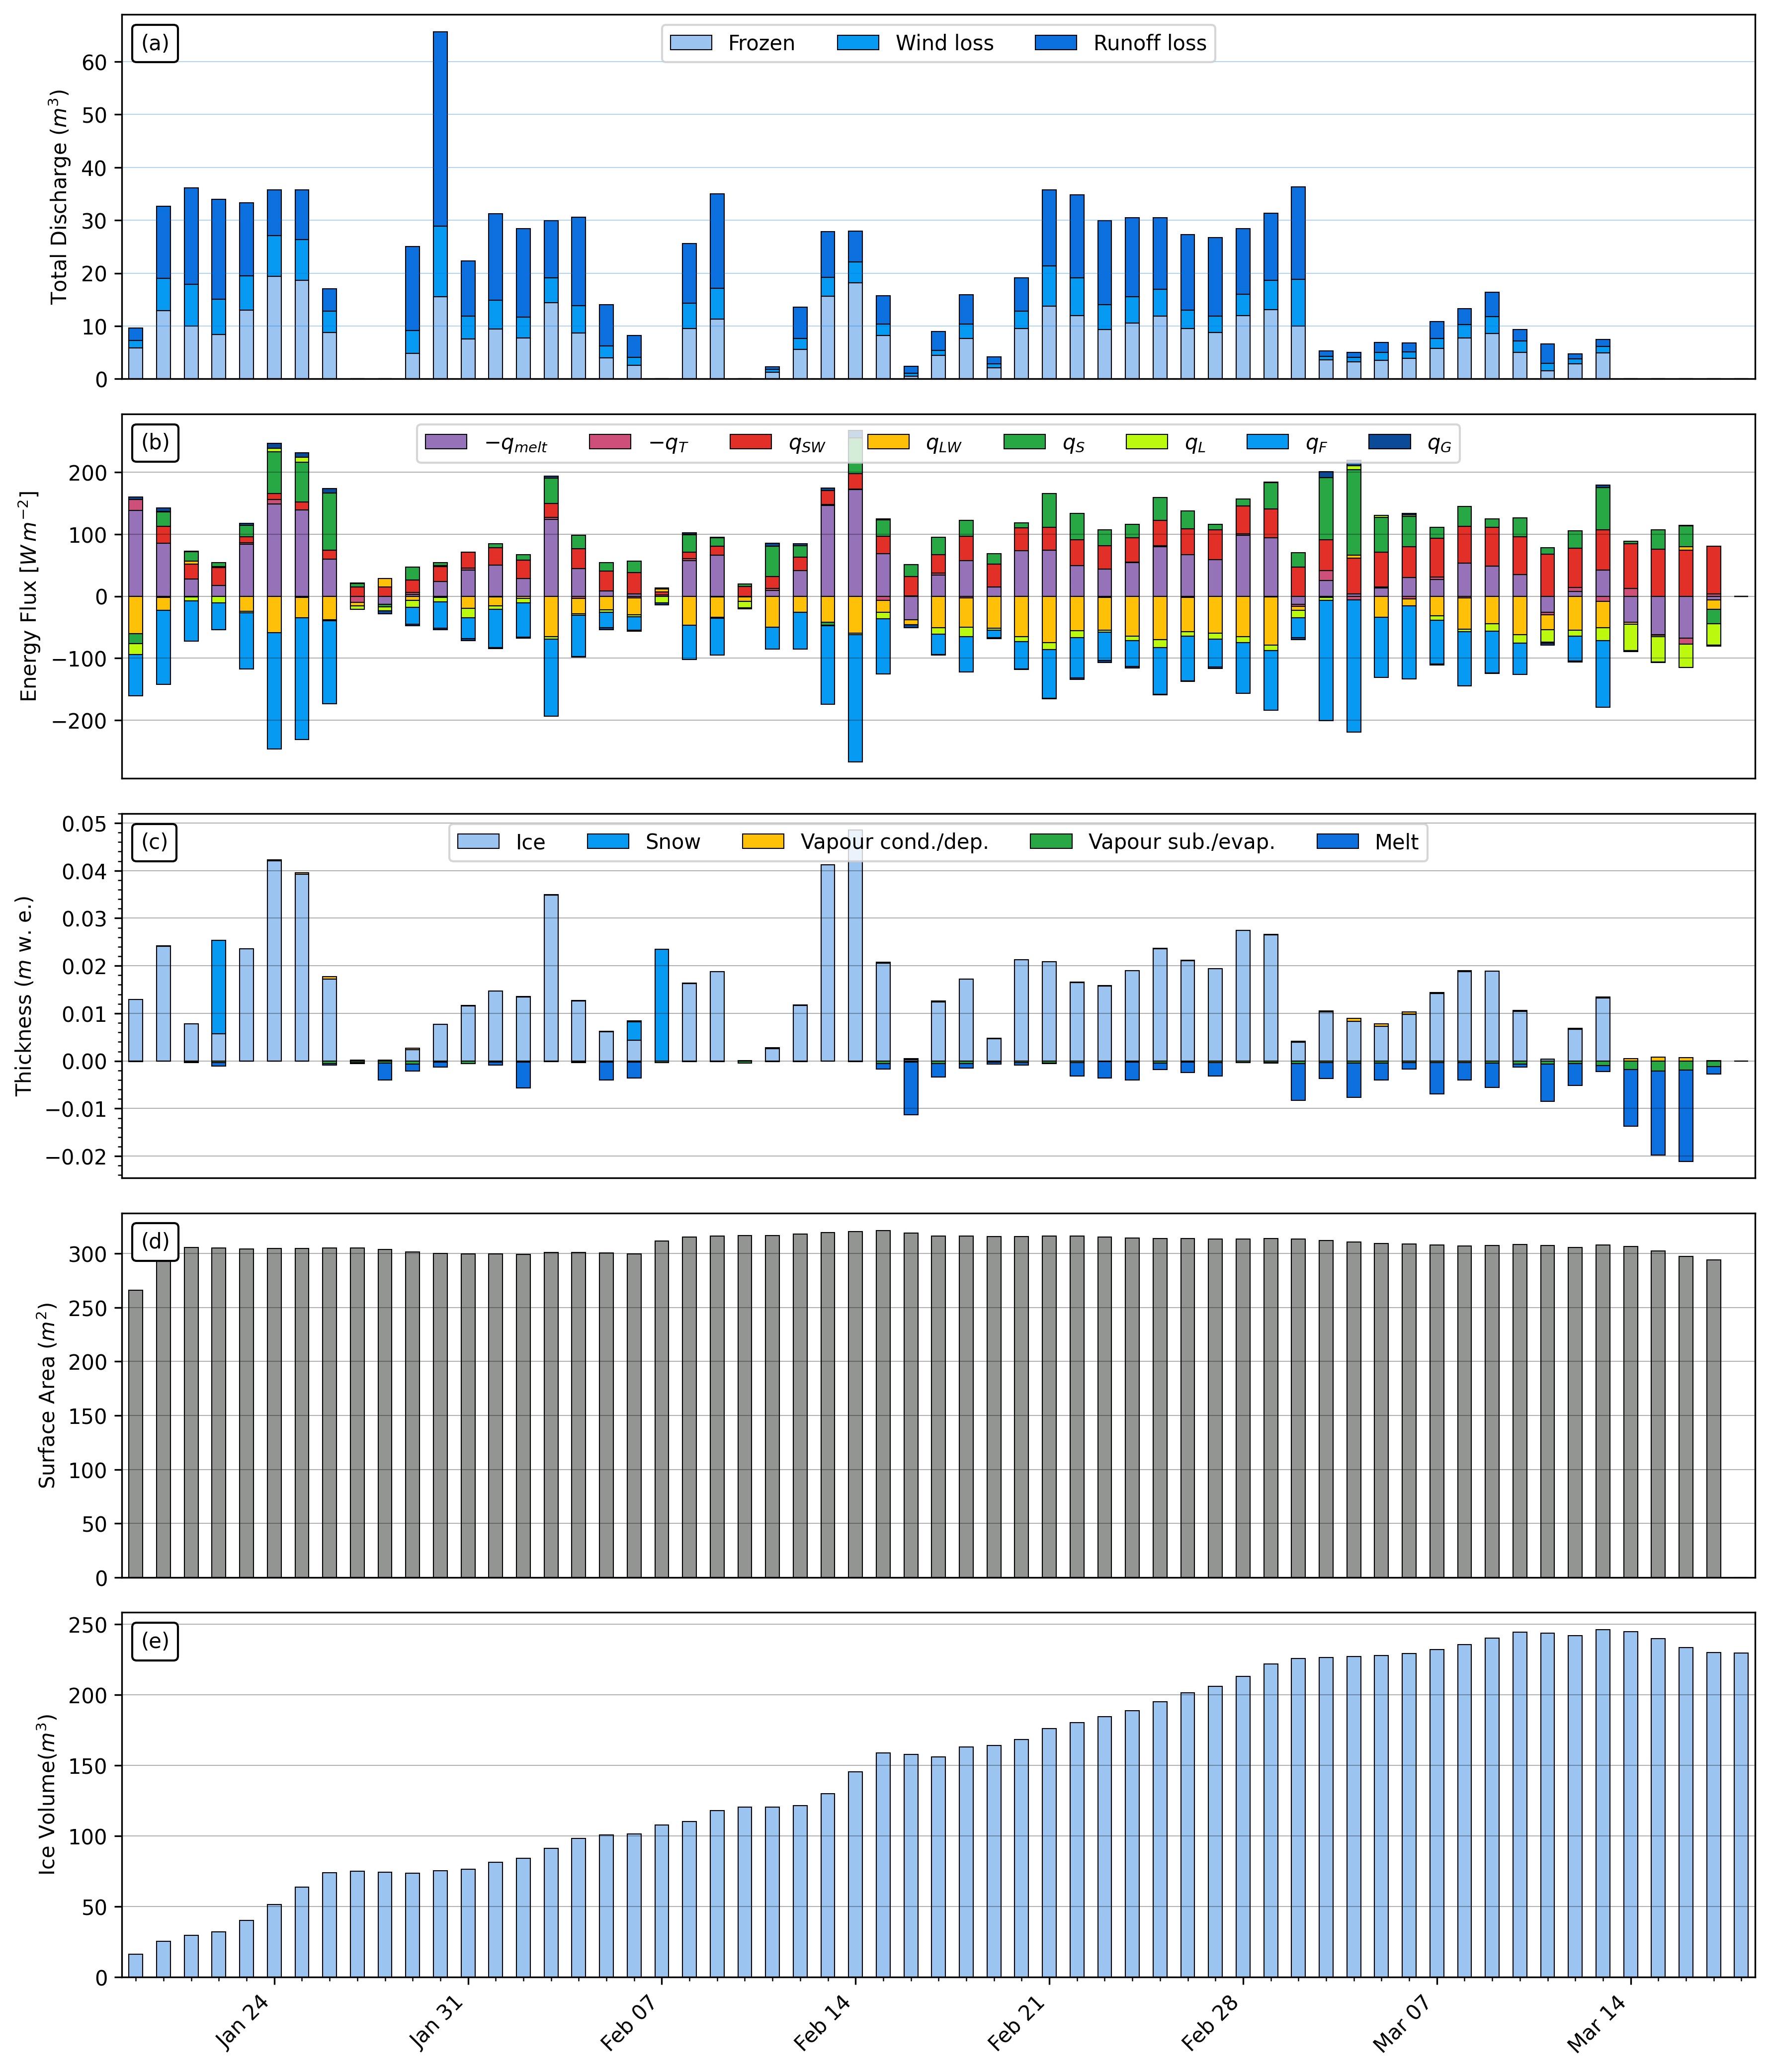 (a)
Frozen Wind loss Runoff loss
Total Discharge (m³)
60
50
40
30
20
10
0
(b)
−q_melt −q_T q_SW q_LW q_S q_L q_F q_G
Energy Flux [W m⁻²]
200
100
0
−100
−200
(c)
Ice Snow Vapour cond./dep. Vapour sub./evap. Melt
Thickness (m w. e.)
0.05
0.04
0.03
0.02
0.01
0.00
−0.01
−0.02
(d)
Surface Area (m²)
300
250
200
150
100
50
0
(e)
Ice Volume(m³)
250
200
150
100
50
0
Jan 24 Jan 31 Feb 07 Feb 14 Feb 21 Feb 28 Mar 07 Mar 14